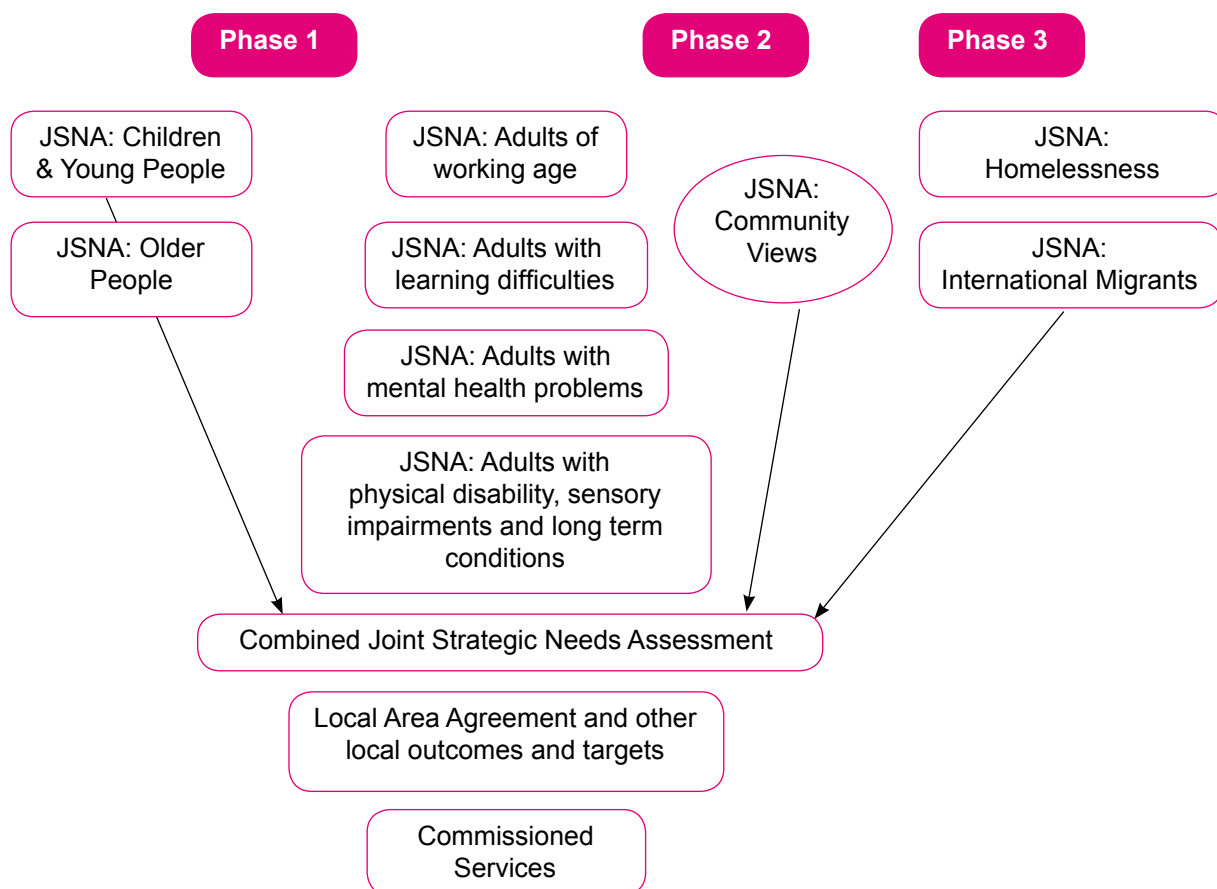 Phase 1
Phase 2
Phase 3
JSNA: Children
& Young People
JSNA: Older
People
JSNA: Adults of
working age
JSNA: Adults with
learning difficulties
JSNA: Adults with
mental health problems
JSNA: Adults with
physical disability, sensory
impairments and long term
conditions
JSNA:
Community
Views
JSNA:
Homelessness
JSNA:
International Migrants
Combined Joint Strategic Needs Assessment
Local Area Agreement and other
local outcomes and targets
Commissioned
Services